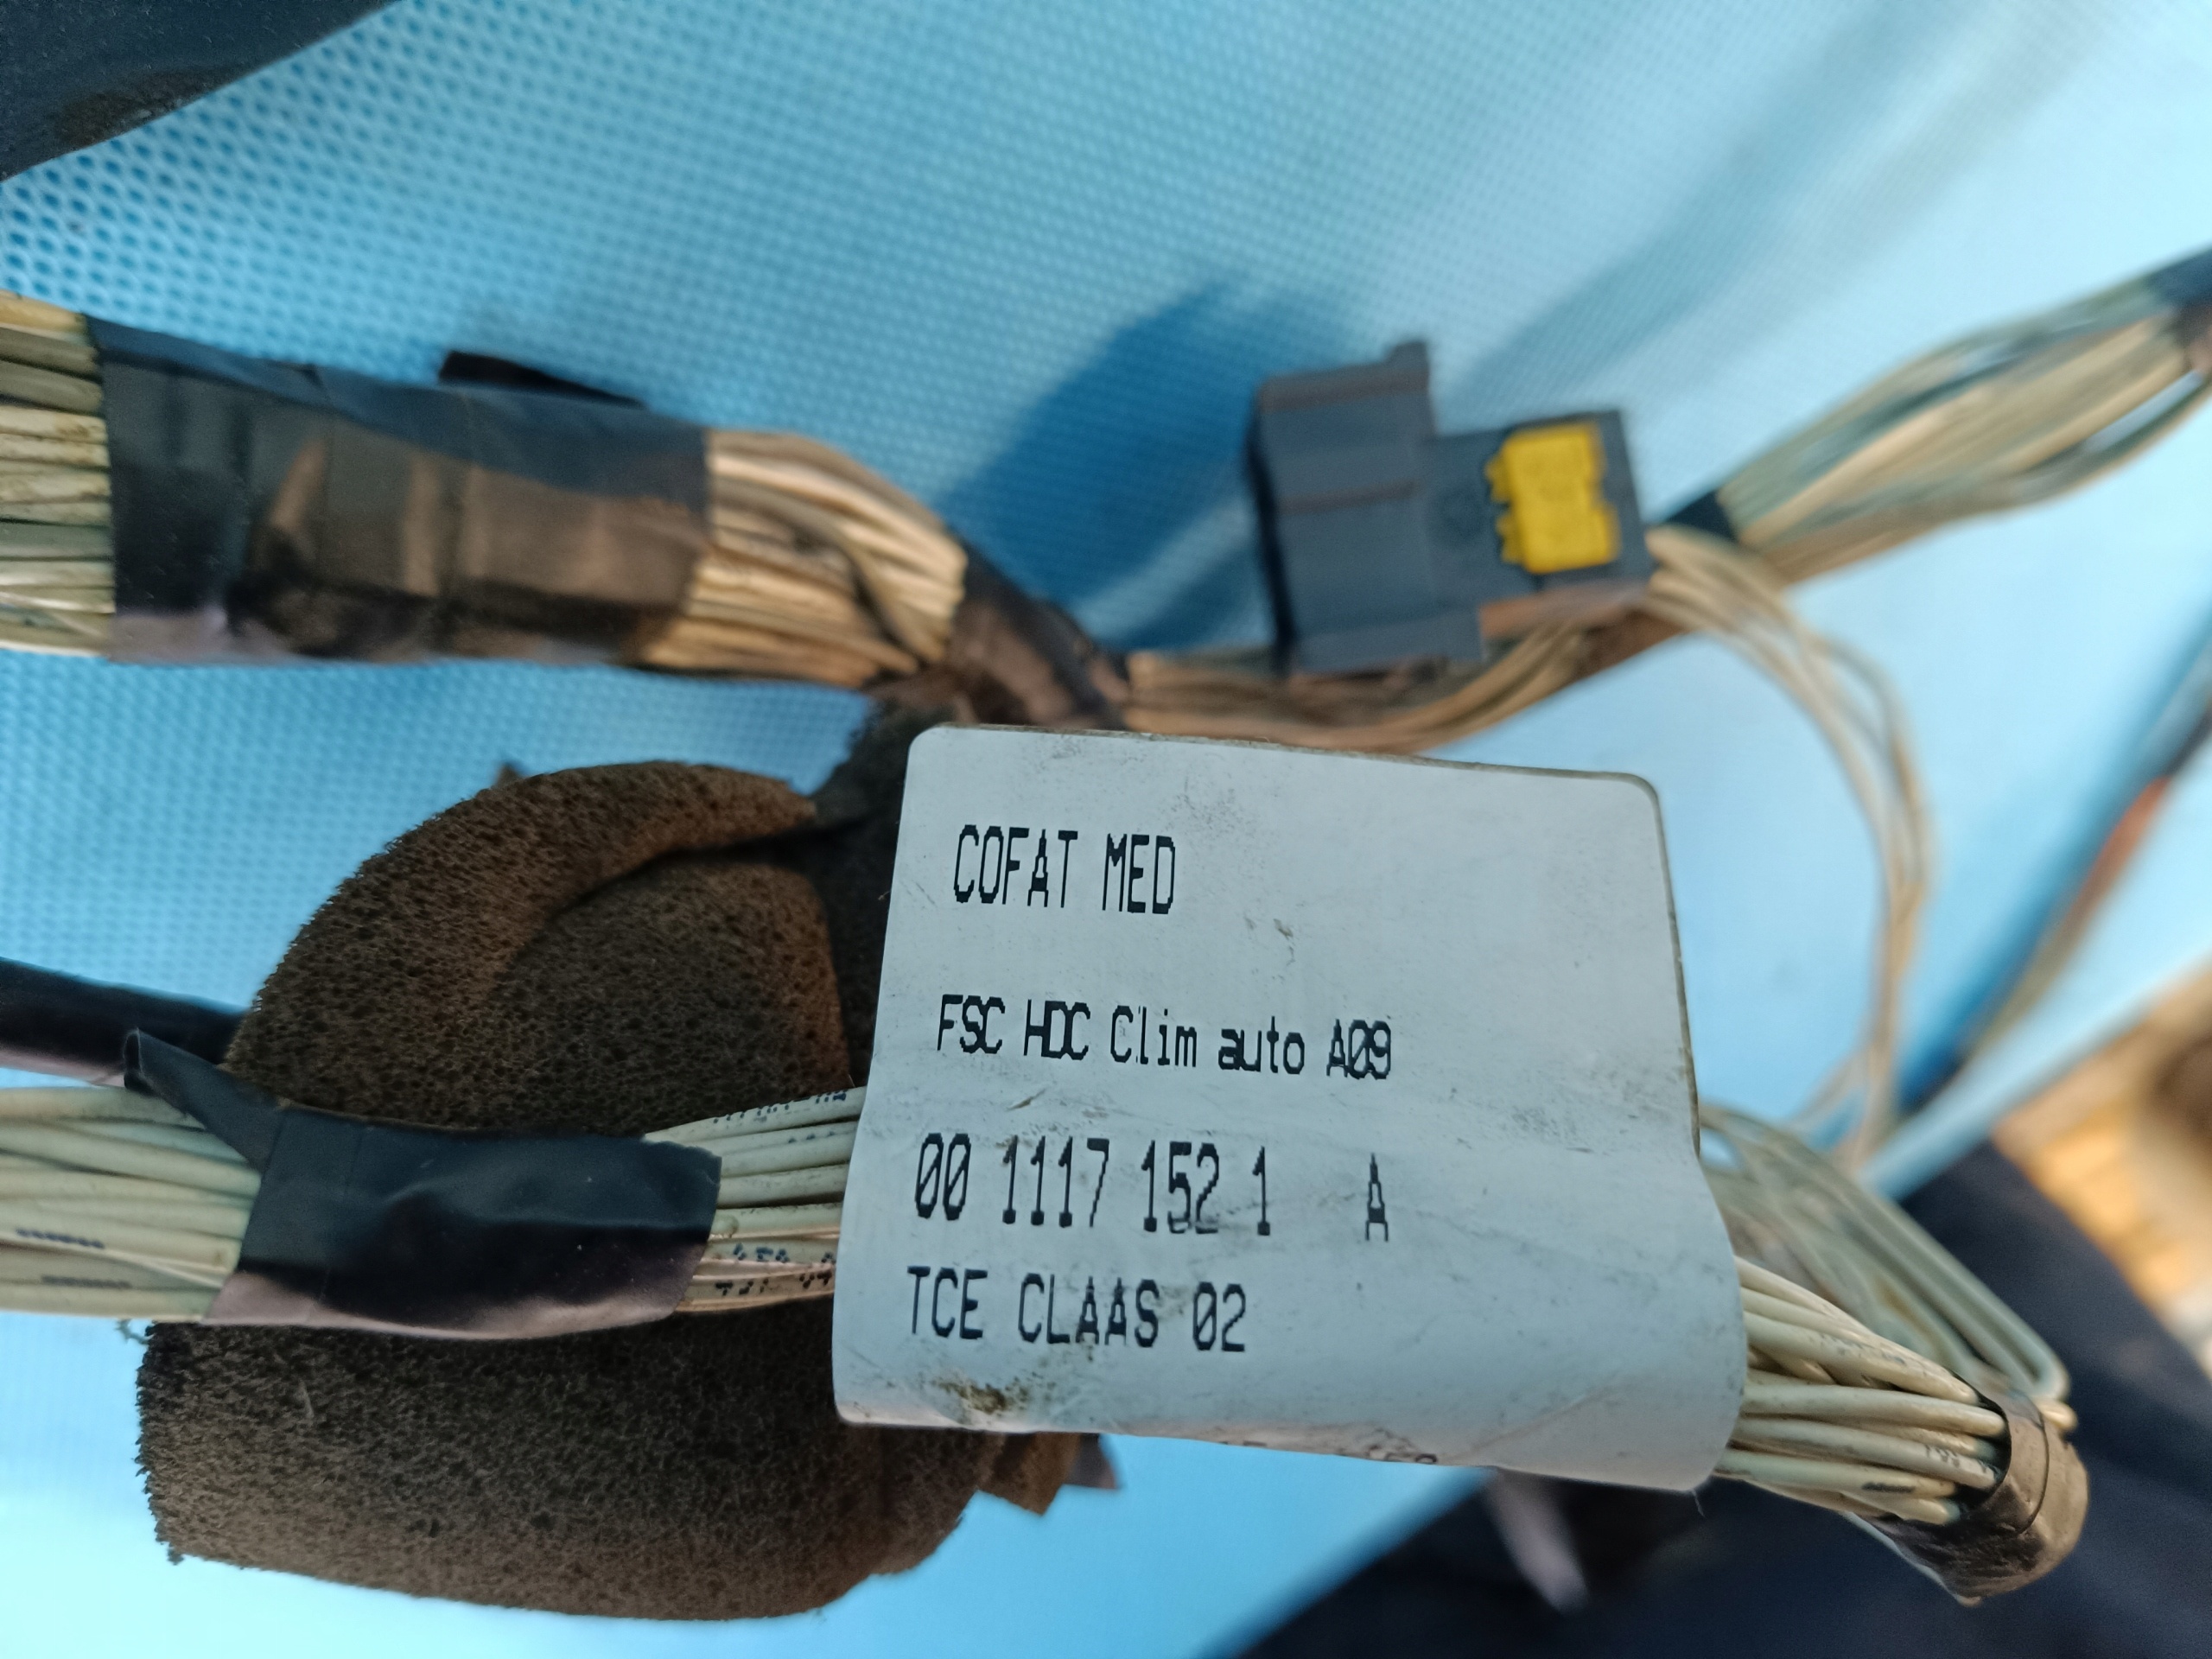 COFAT MED
FSC HDC Clim auto A09
00 1117 152 1 A
TCE CLAAS 02